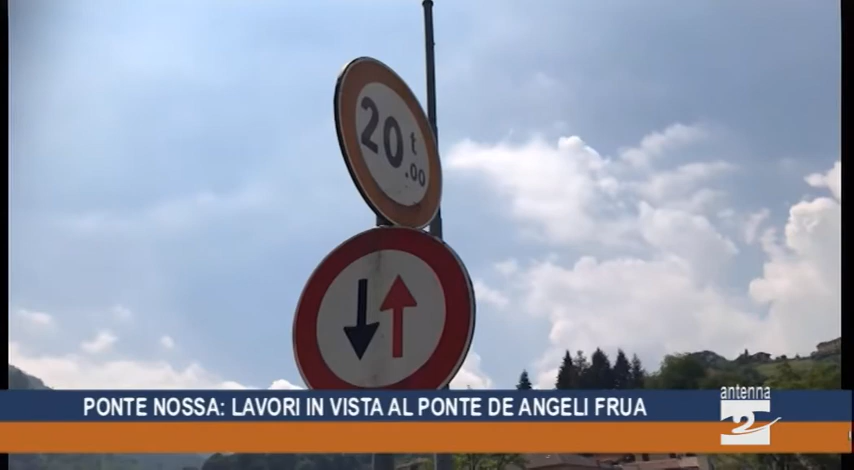 20 t
.00
PONTE NOSSA: LAVORI IN VISTA AL PONTE DE ANGELI FRUA
antenna
2